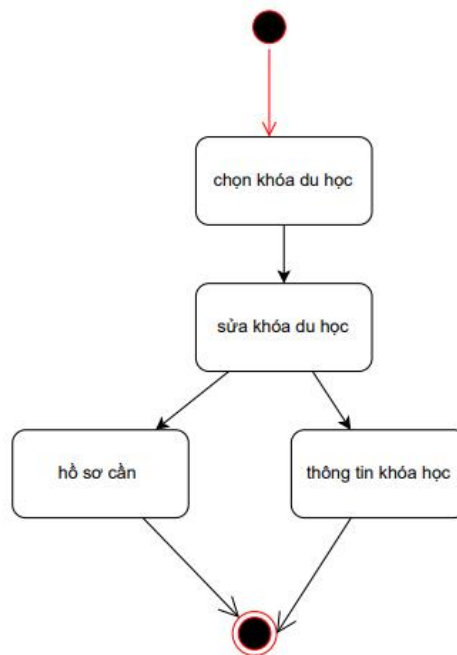 chọn khóa du học
sửa khóa du học
hồ sơ cần
thông tin khóa học